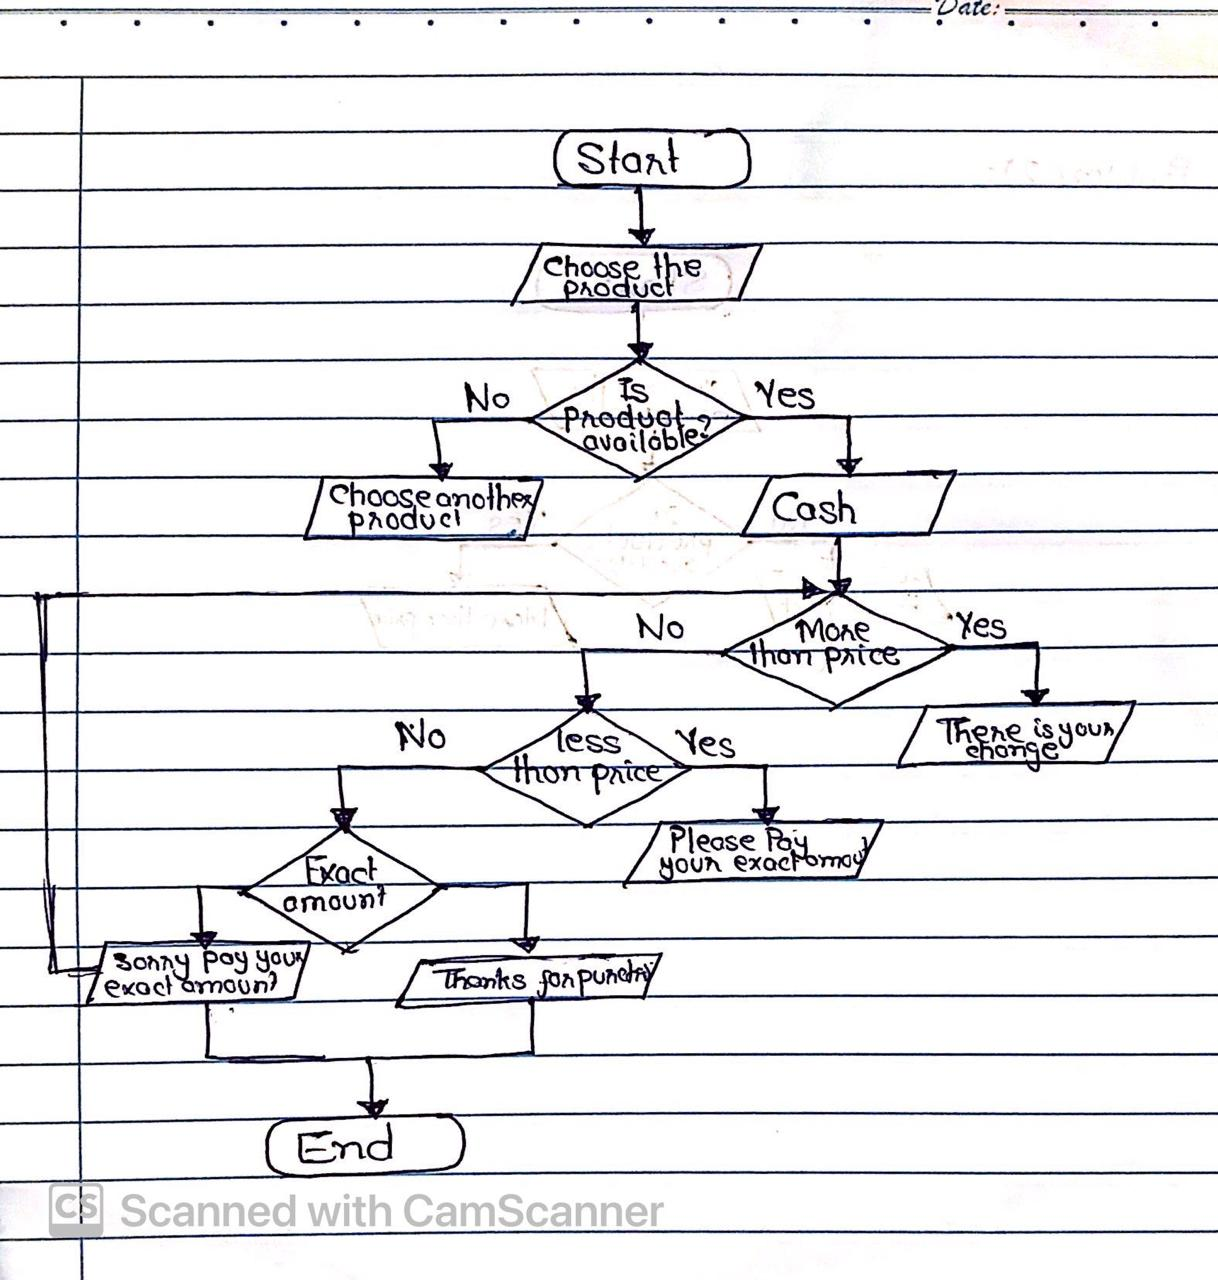 Date:
Start
Choose the
product
No
Is
Yes
Product
available?
Choose another
product
Cash
No
More
Yes
than price
There is your
change
No
less
Yes
than price
Please Pay
your exact amou
Exact
amount
Sorry pay your
exact amount
Thanks for
End
CS Scanned with CamScanner